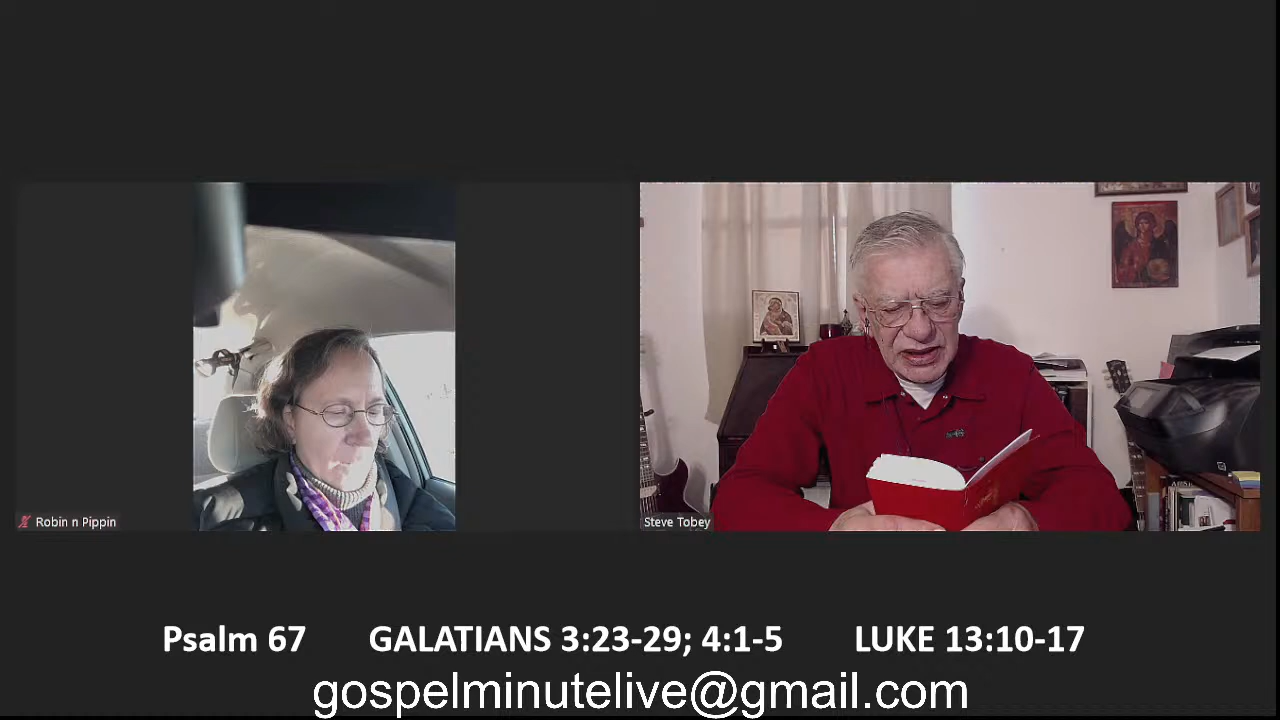 Robin n Pippin
Steve Tobey
Psalm 67 GALATIANS 3:23-29; 4:1-5 LUKE 13:10-17
gospelminutelive@gmail.com